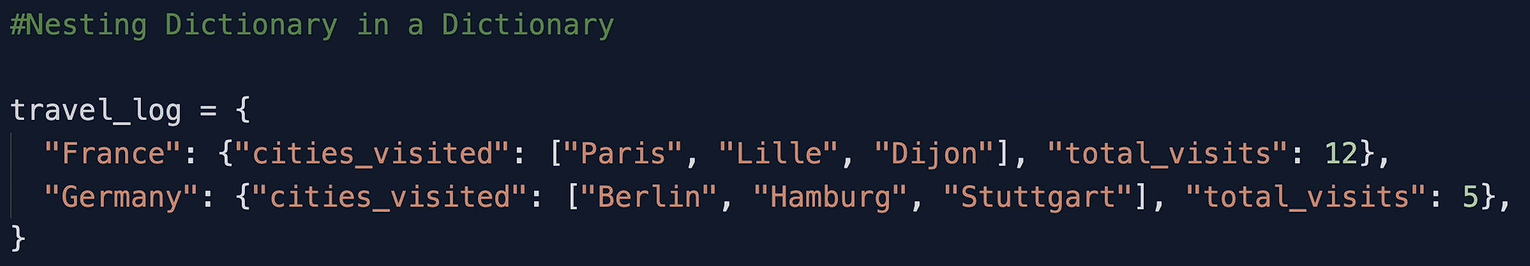 #Nesting Dictionary in a Dictionary
travel_log = {
  "France": {"cities_visited": ["Paris", "Lille", "Dijon"], "total_visits": 12},
  "Germany": {"cities_visited": ["Berlin", "Hamburg", "Stuttgart"], "total_visits": 5},
}